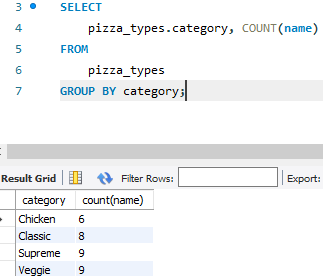 3 SELECT
4 pizza_types.category, COUNT(name)
5 FROM
6 pizza_types
7 GROUP BY category;
Result Grid Filter Rows: Export:
category count(name)
Chicken 6
Classic 8
Supreme 9
Veggie 9